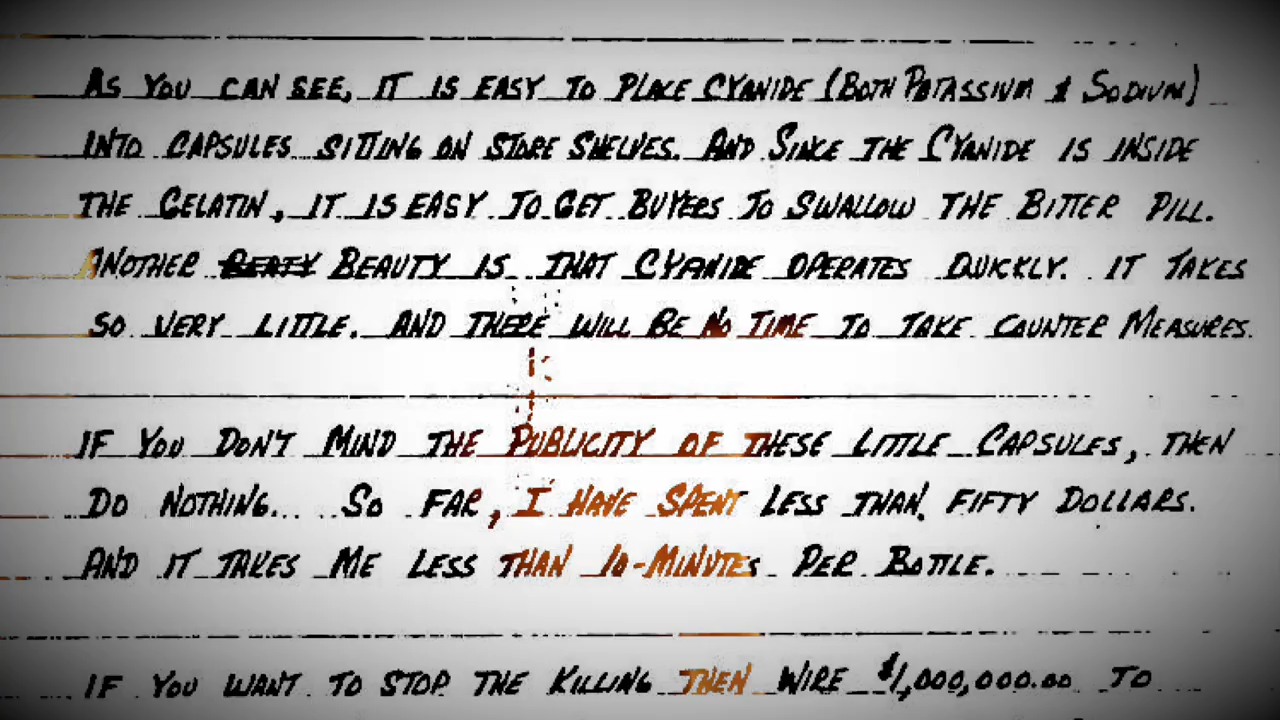 AS YOU CAN SEE, IT IS EASY TO PLACE CYANIDE (BOTH POTASSIUM & SODIUM)
INTO CAPSULES SITTING ON STORE SHELVES. AND SINCE THE CYANIDE IS INSIDE
THE GELATIN, IT IS EASY TO GET BUYERS TO SWALLOW THE BITTER PILL.
ANOTHER BEATY BEAUTY IS THAT CYANIDE OPERATES QUICKLY. IT TAKES
SO VERY LITTLE. AND THERE WILL BE NO TIME TO TAKE COUNTER MEASURES.
IF YOU DON'T MIND THE PUBLICITY OF THESE LITTLE CAPSULES, THEN
DO NOTHING... SO FAR, I HAVE SPENT LESS THAN FIFTY DOLLARS.
AND IT TAKES ME LESS THAN 10-MINUTES PER BOTTLE.
IF YOU WANT TO STOP THE KILLING THEN WIRE $1,000,000.00 TO